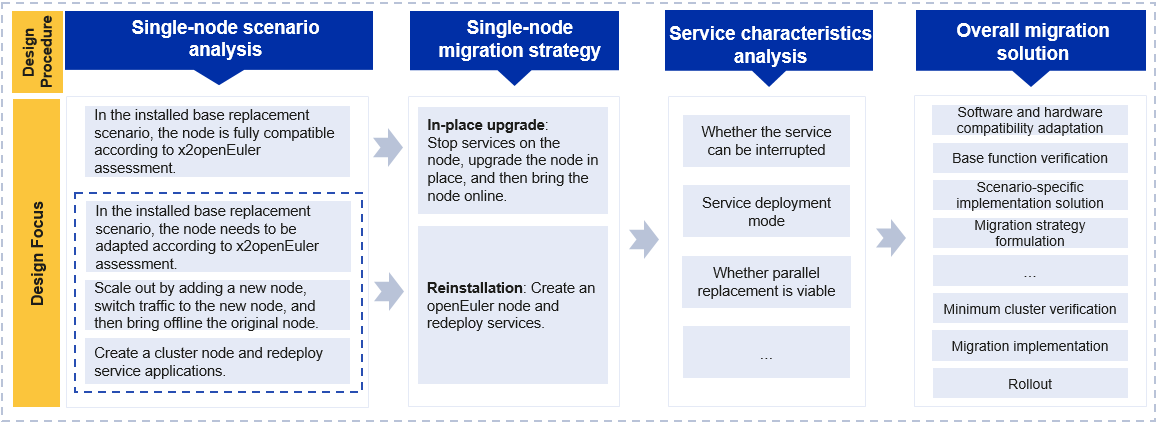 Design
Procedure
Single-node scenario
analysis
Single-node
migration strategy
Service characteristics
analysis
Overall migration
solution
Design Focus
In the installed base replacement
scenario, the node is fully compatible
according to x2openEuler
assessment.
In the installed base replacement
scenario, the node needs to be
adapted according to x2openEuler
assessment.
Scale out by adding a new node,
switch traffic to the new node, and
then bring offline the original node.
Create a cluster node and redeploy
service applications.
In-place upgrade:
Stop services on the
node, upgrade the node in
place, and then bring the
node online.
Reinstallation: Create an
openEuler node and
redeploy services.
Whether the service
can be interrupted
Service deployment
mode
Whether parallel
replacement is viable
...
Software and hardware
compatibility adaptation
Base function verification
Scenario-specific
implementation solution
Migration strategy
formulation
...
Minimum cluster verification
Migration implementation
Rollout